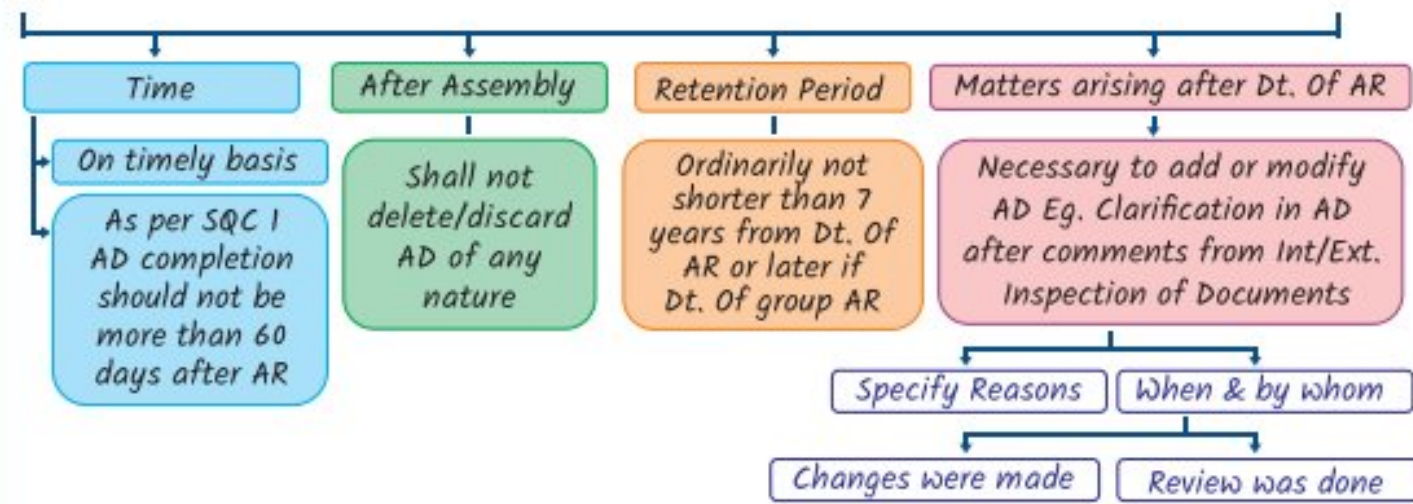 Time
On timely basis
As per SQC 1
AD completion
should not be
more than 60
days after AR
After Assembly
Shall not
delete/discard
AD of any
nature
Retention Period
Ordinarily not
shorter than 7
years from Dt. Of
AR or later if
Dt. Of group AR
Matters arising after Dt. Of AR
Necessary to add or modify
AD Eg. Clarification in AD
after comments from Int/Ext.
Inspection of Documents
Specify Reasons
When & by whom
Changes were made
Review was done